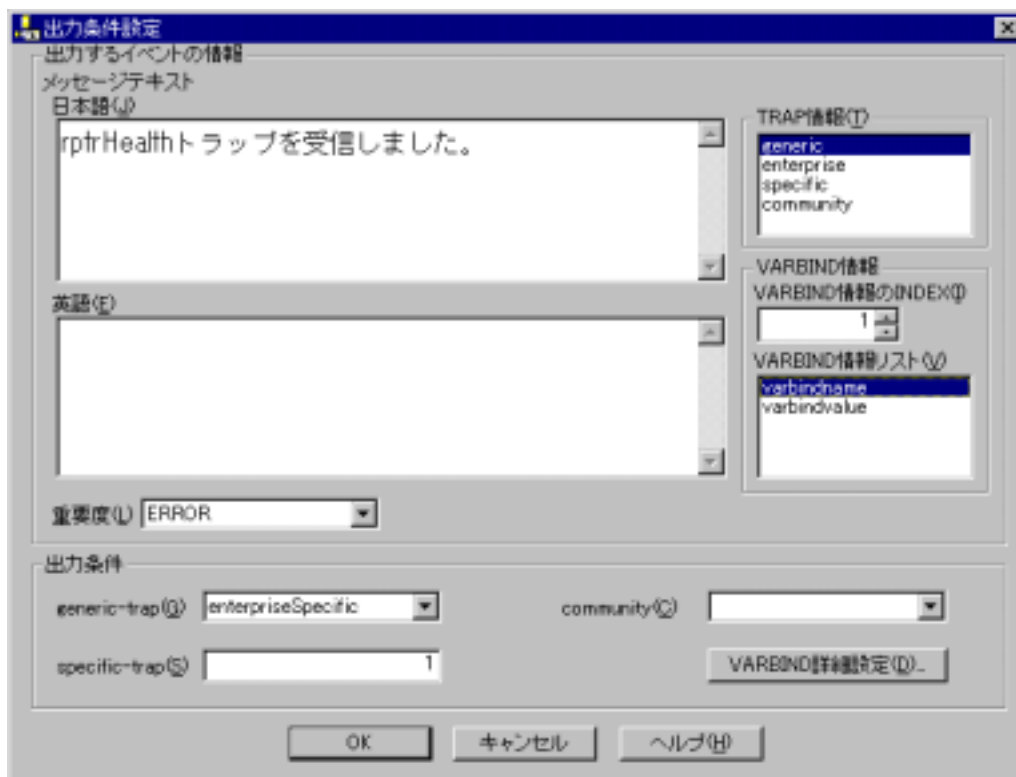 出力条件設定
出力するイベントの情報
メッセージテキスト
日本語(J)
rptrHealthトラップを受信しました。
TRAP情報(T)
generic
enterprise
specific
community
英語(E)
VARBIND情報
VARBIND情報のINDEX(I)
1
VARBIND情報リスト(V)
varbindname
varbindvalue
重要度(L)
ERROR
出力条件
generic-trap(G)
enterpriseSpecific
community(C)
specific-trap(S)
1
VARBIND詳細設定(D)...
OK
キャンセル
ヘルプ(H)